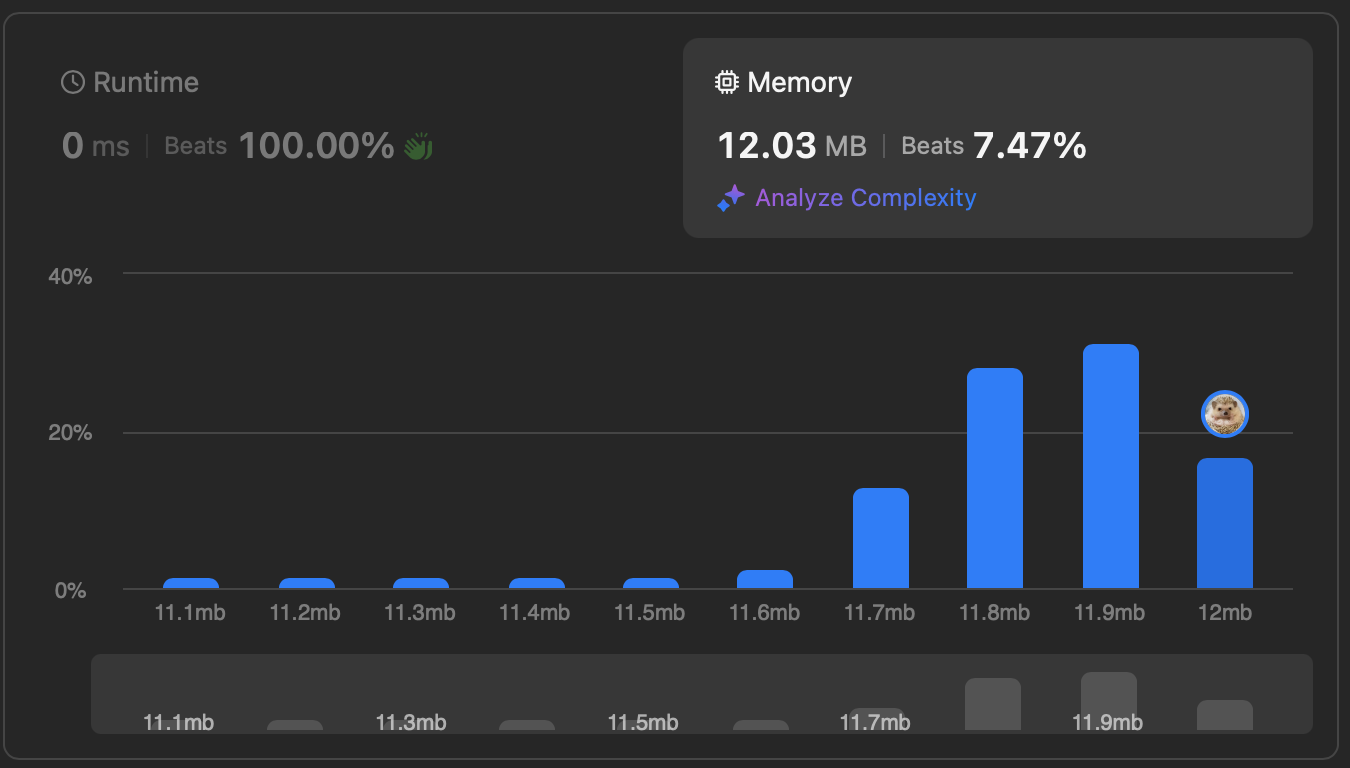 Runtime
0 ms | Beats 100.00%
Memory
12.03 MB | Beats 7.47%
Analyze Complexity
40%
20%
0%
11.1mb 11.2mb 11.3mb 11.4mb 11.5mb 11.6mb 11.7mb 11.8mb 11.9mb 12mb
11.1mb 11.3mb 11.5mb 11.7mb 11.9mb